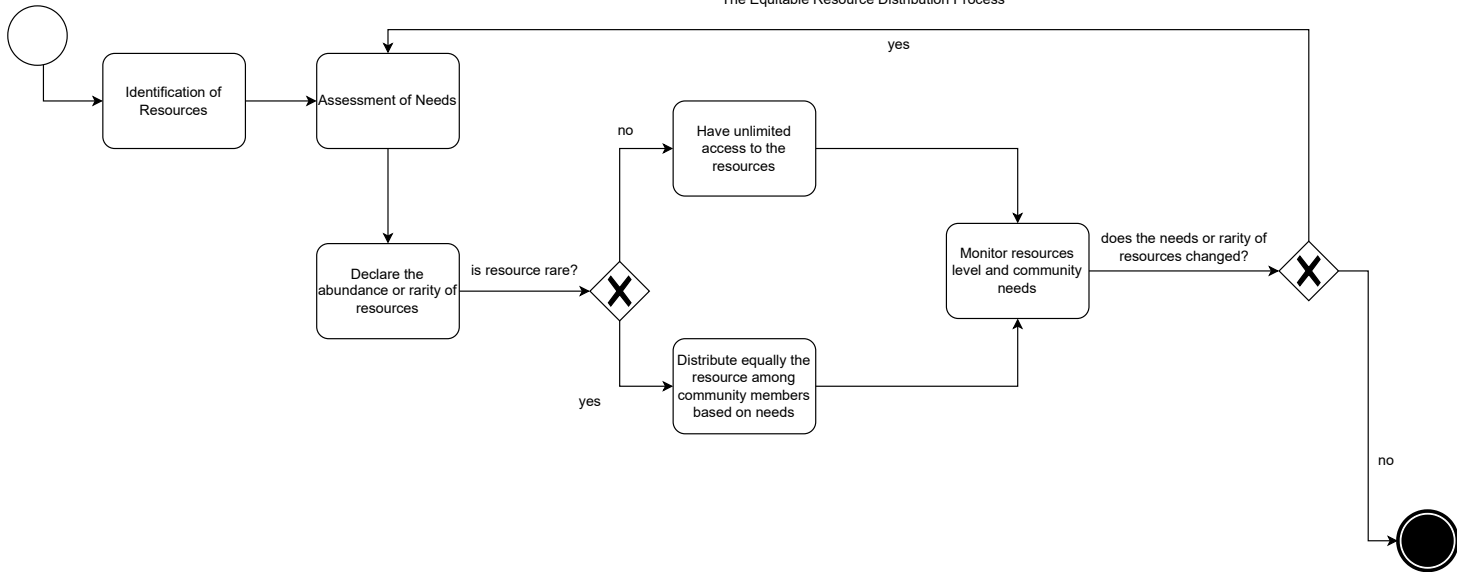 The Equitable Resource Distribution Process
yes
Identification of
Resources
Assessment of Needs
no
Have unlimited
access to the
resources
Declare the
abundance or rarity of
resources
is resource rare?
Monitor resources
level and community
needs
does the needs or rarity of
resources changed?
Distribute equally the
resource among
community members
based on needs
yes
no